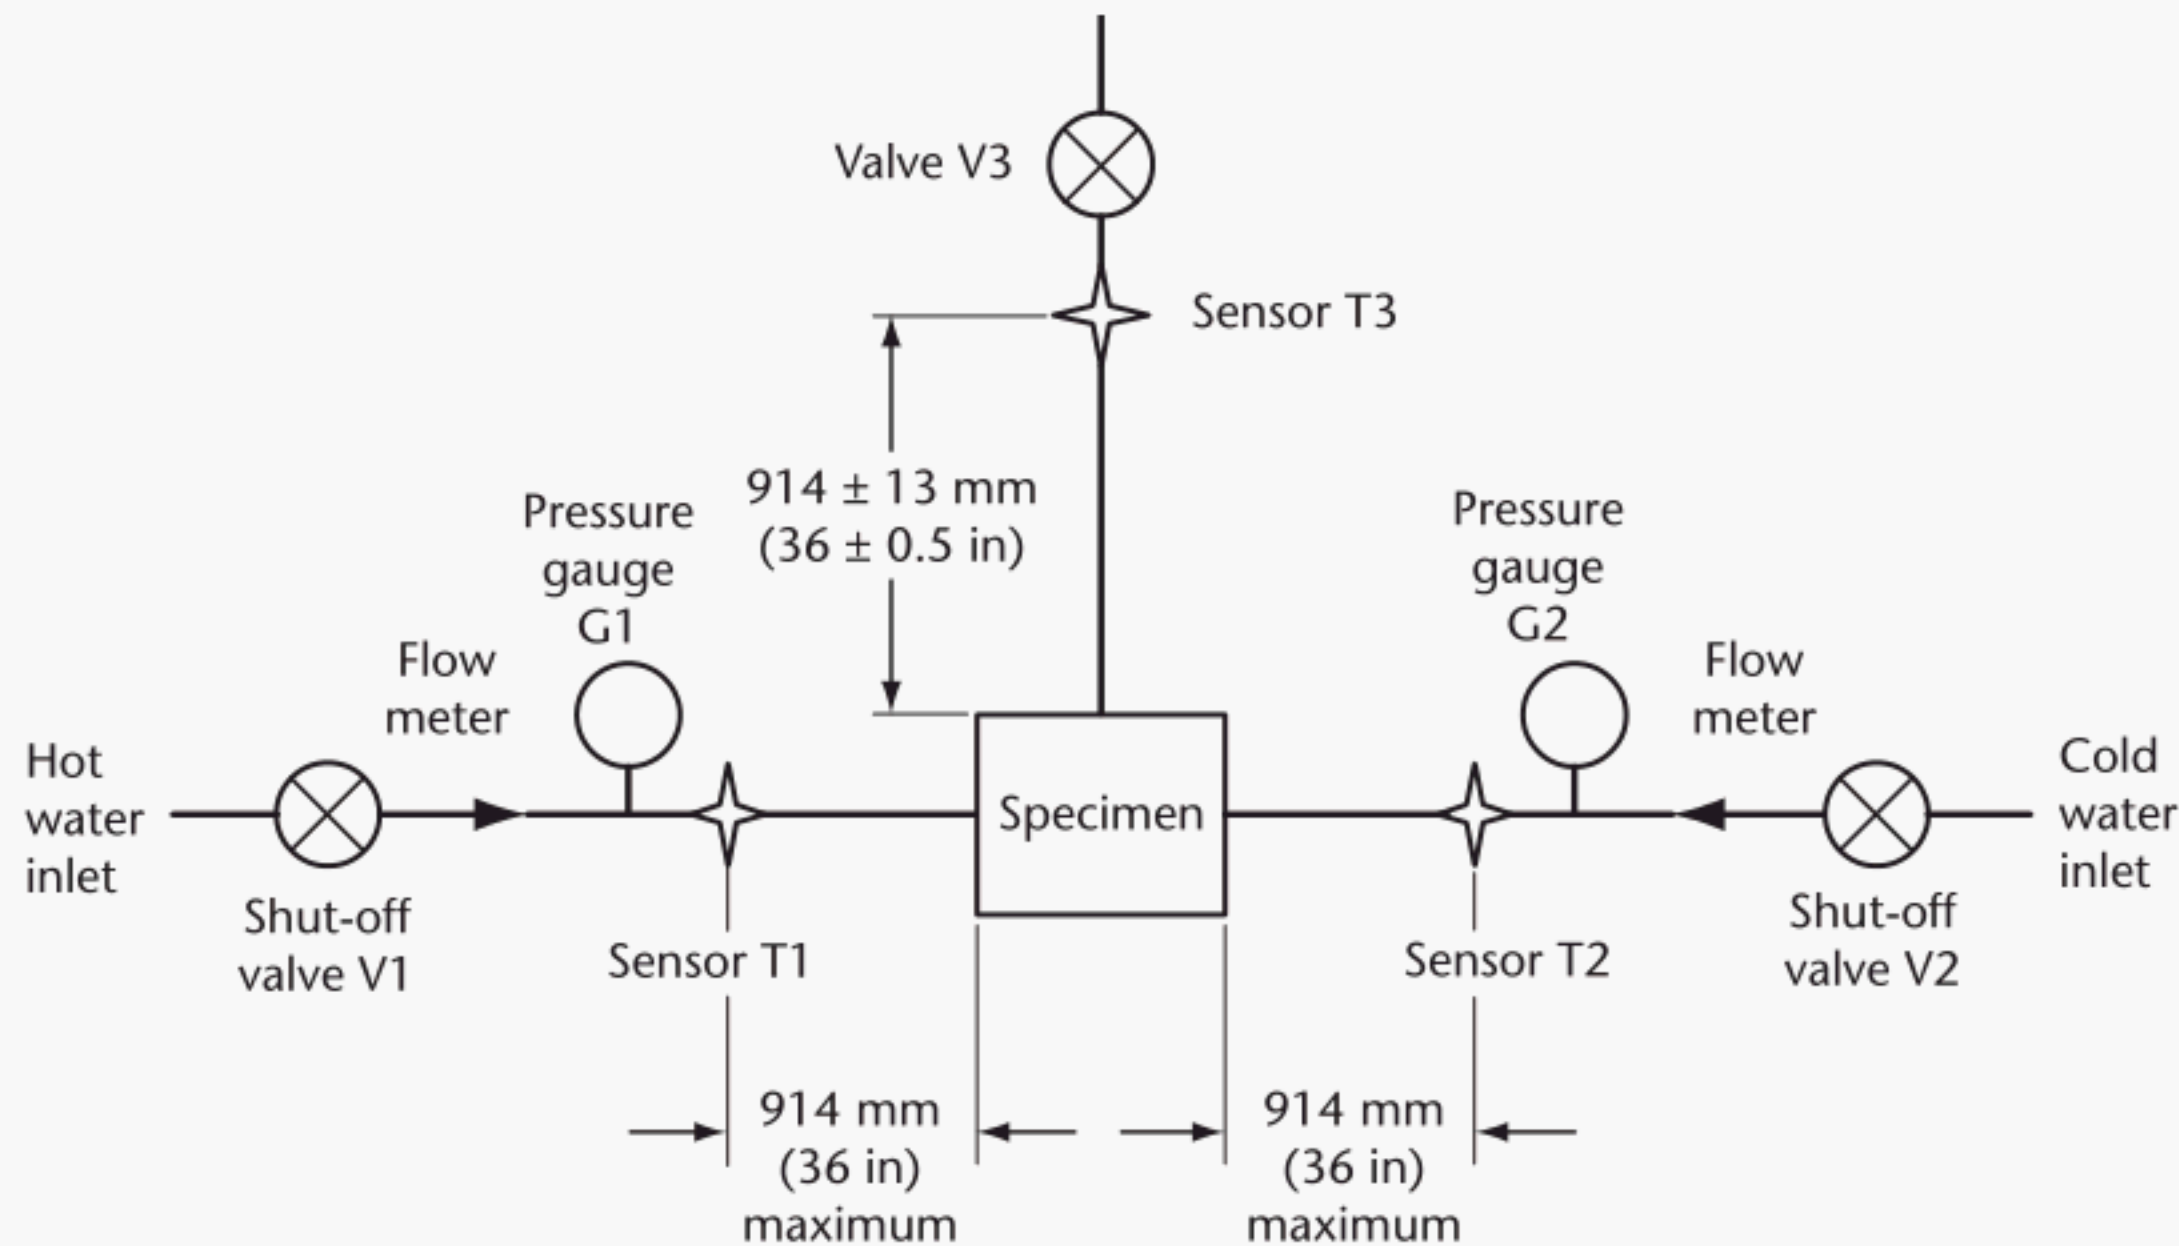 Valve V3
Sensor T3
914 ± 13 mm
(36 ± 0.5 in)
Pressure
gauge
G1
Pressure
gauge
G2
Flow
meter
Flow
meter
Hot
water
inlet
Cold
water
inlet
Specimen
Shut-off
valve V1
Sensor T1
Sensor T2
Shut-off
valve V2
914 mm
(36 in)
maximum
914 mm
(36 in)
maximum